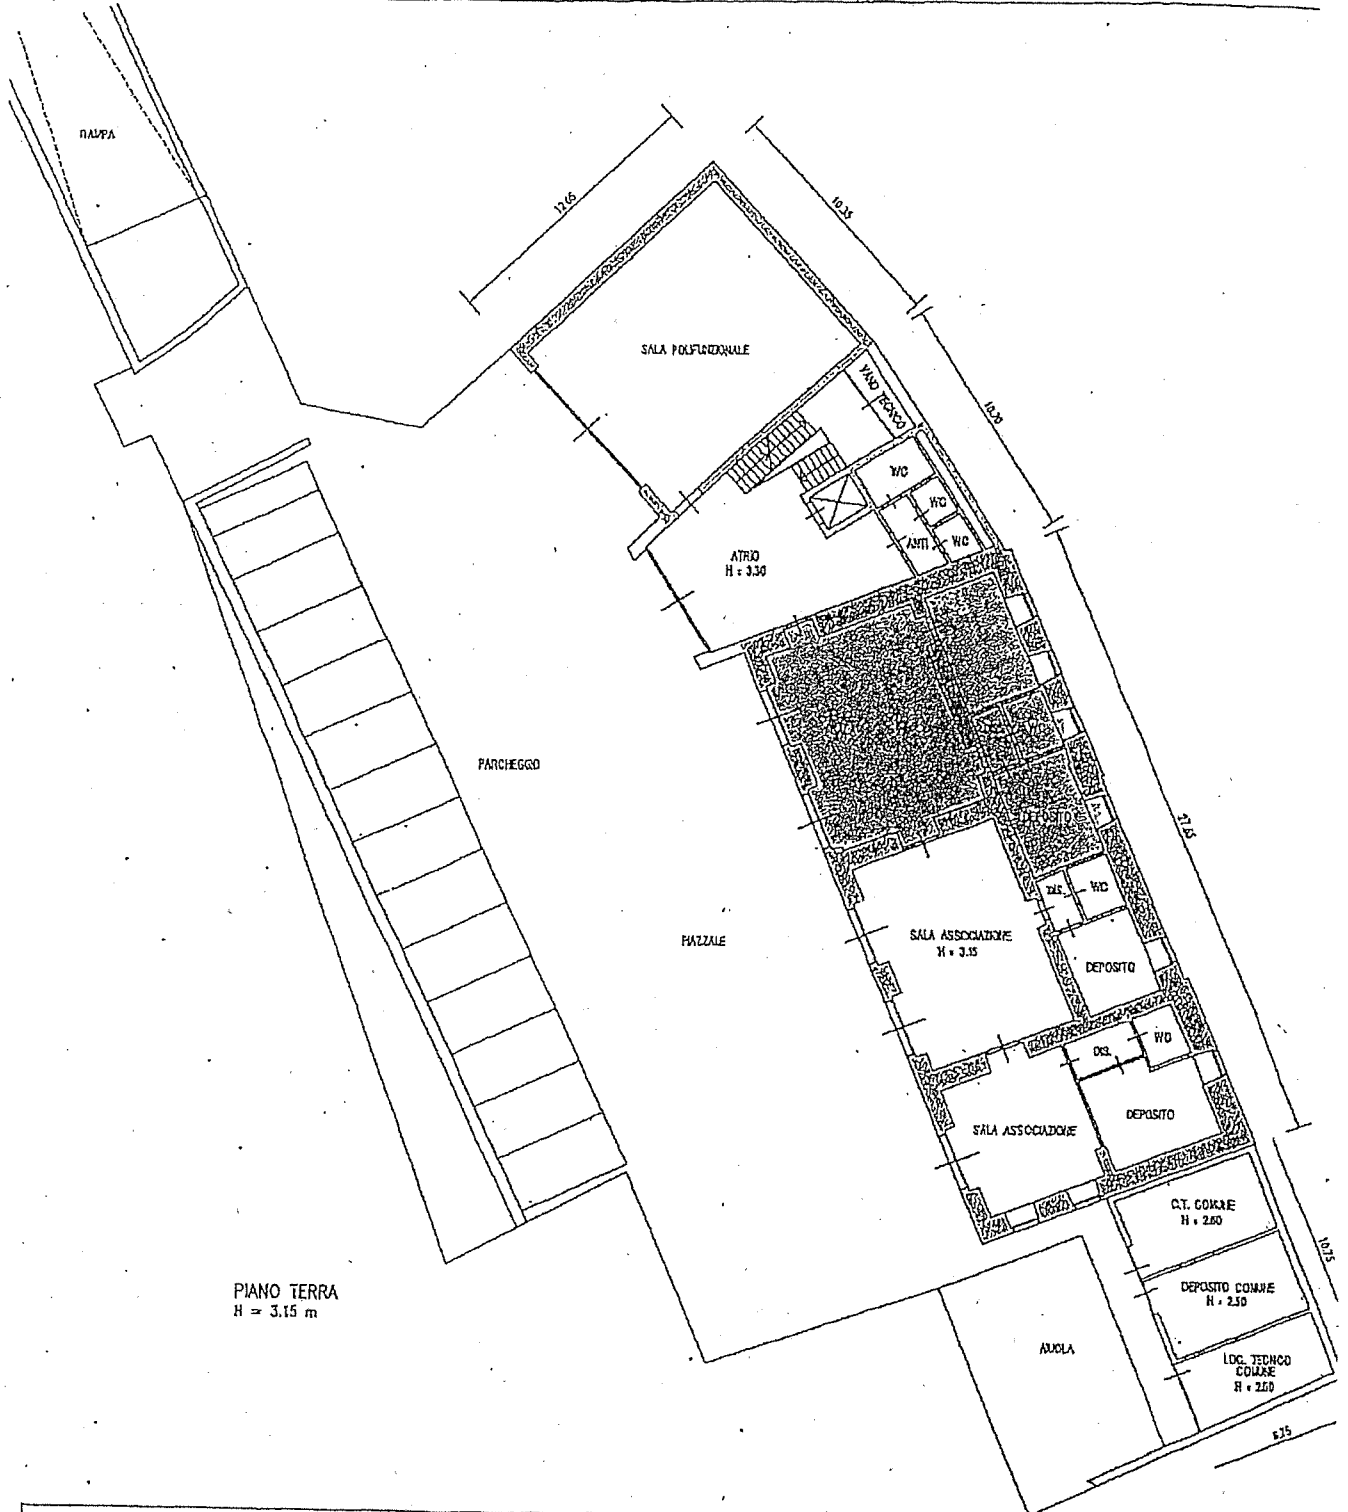 RAMPA
12.65
10.35
SALA POLIFUNZIONALE
VANO TECNICO
10.20
WC
WC
ANTI
WC
ATRIO
H = 3.30
PARCHEGGIO
DEPOSITO
27.65
DIS.
WC
PIAZZALE
SALA ASSOCIAZIONE
H = 3.15
DEPOSITO
DIS.
WC
SALA ASSOCIAZIONE
DEPOSITO
C.T. COMUNE
H = 2.60
10.75
DEPOSITO COMUNE
H = 2.50
PIANO TERRA
H = 3.15 m
AIUOLA
LOC. TECNICO
COMUNE
H = 2.60
6.25